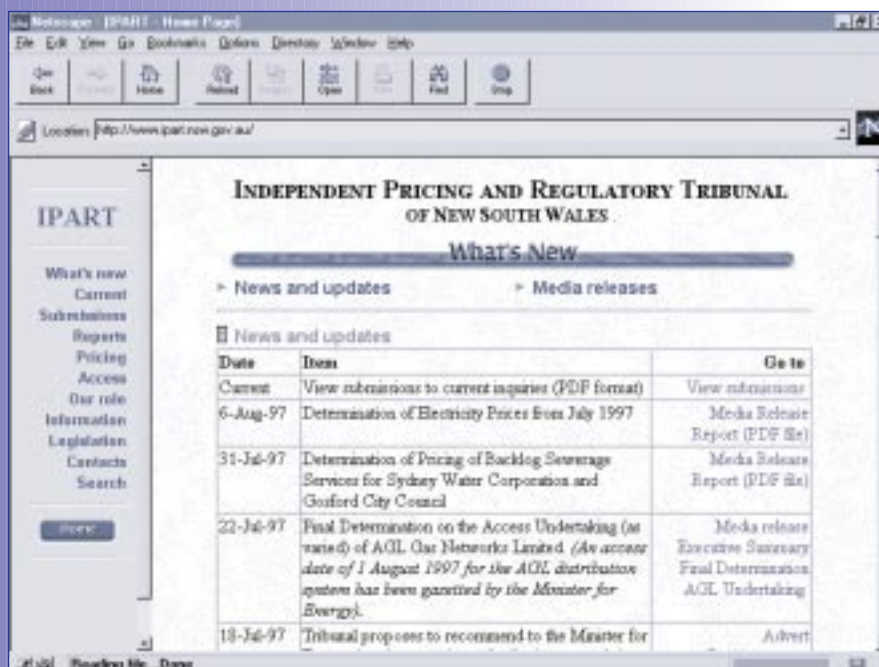 Netscape - [IPART - Home Page]
File Edit View Go Bookmarks Options Directory Window Help
Back Forward Home Reload Images Open Print Find Stop
Location: http://www.ipart.nsw.gov.au/
INDEPENDENT PRICING AND REGULATORY TRIBUNAL
OF NEW SOUTH WALES
IPART
What's new
Current
Submissions
Reports
Pricing
Access
Our role
Information
Legislation
Contacts
Search
Home
What's New
News and updates Media releases
News and updates
Date Item Go to
Current View submissions to current inquiries (PDF format) View submissions
6-Aug-97 Determination of Electricity Prices from July 1997 Media Release
Report (PDF file)
31-Jul-97 Determination of Pricing of Backlog Sewerage Media Release
Services for Sydney Water Corporation and Report (PDF file)
Gosford City Council
22-Jul-97 Final Determination on the Access Undertaking (as Media release
varied) of AGL Gas Networks Limited (An access Executive Summary
date of 1 August 1997 for the AGL distribution Final Determination
system has been gazetted by the Minister for AGL Undertaking
Energy).
18-Jul-97 Tribunal proposes to recommend to the Minister for Advert
Reading file...Done